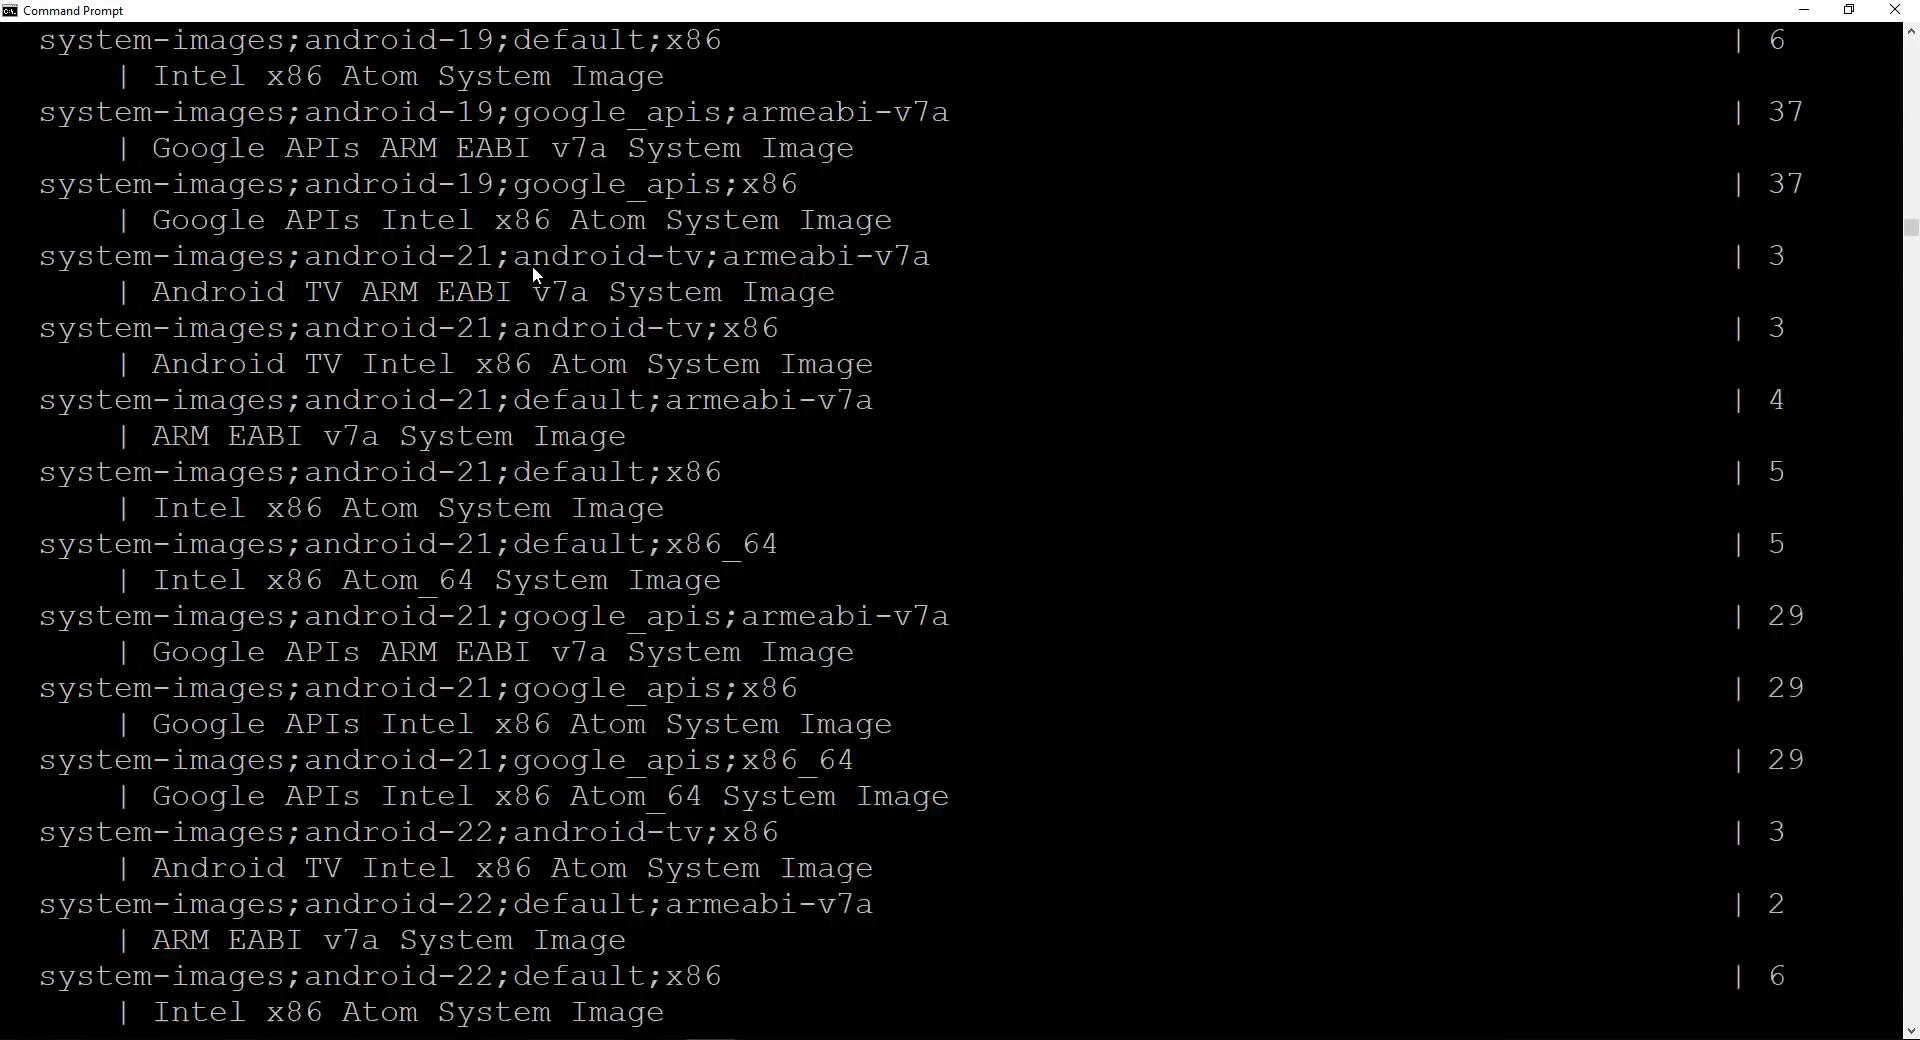 Command Prompt
system-images;android-19;default;x86 | 6
| Intel x86 Atom System Image
system-images;android-19;google_apis;armeabi-v7a | 37
| Google APIs ARM EABI v7a System Image
system-images;android-19;google_apis;x86 | 37
| Google APIs Intel x86 Atom System Image
system-images;android-21;android-tv;armeabi-v7a | 3
| Android TV ARM EABI v7a System Image
system-images;android-21;android-tv;x86 | 3
| Android TV Intel x86 Atom System Image
system-images;android-21;default;armeabi-v7a | 4
| ARM EABI v7a System Image
system-images;android-21;default;x86 | 5
| Intel x86 Atom System Image
system-images;android-21;default;x86_64 | 5
| Intel x86 Atom_64 System Image
system-images;android-21;google_apis;armeabi-v7a | 29
| Google APIs ARM EABI v7a System Image
system-images;android-21;google_apis;x86 | 29
| Google APIs Intel x86 Atom System Image
system-images;android-21;google_apis;x86_64 | 29
| Google APIs Intel x86 Atom_64 System Image
system-images;android-22;android-tv;x86 | 3
| Android TV Intel x86 Atom System Image
system-images;android-22;default;armeabi-v7a | 2
| ARM EABI v7a System Image
system-images;android-22;default;x86 | 6
| Intel x86 Atom System Image